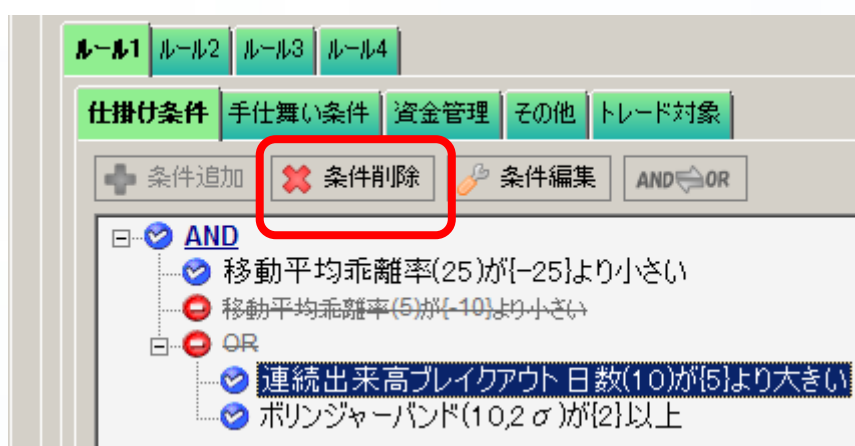 ルール1 ルール2 ルール3 ルール4
仕掛け条件 手仕舞い条件 資金管理 その他 トレード対象
条件追加 条件削除 条件編集 AND OR
AND
移動平均乖離率(25)が{-25}より小さい
移動平均乖離率(5)が{-10}より小さい
OR
連続出来高ブレイクアウト 日数(10)が{5}より大きい
ボリンジャーバンド(10,2σ)が{2}以上